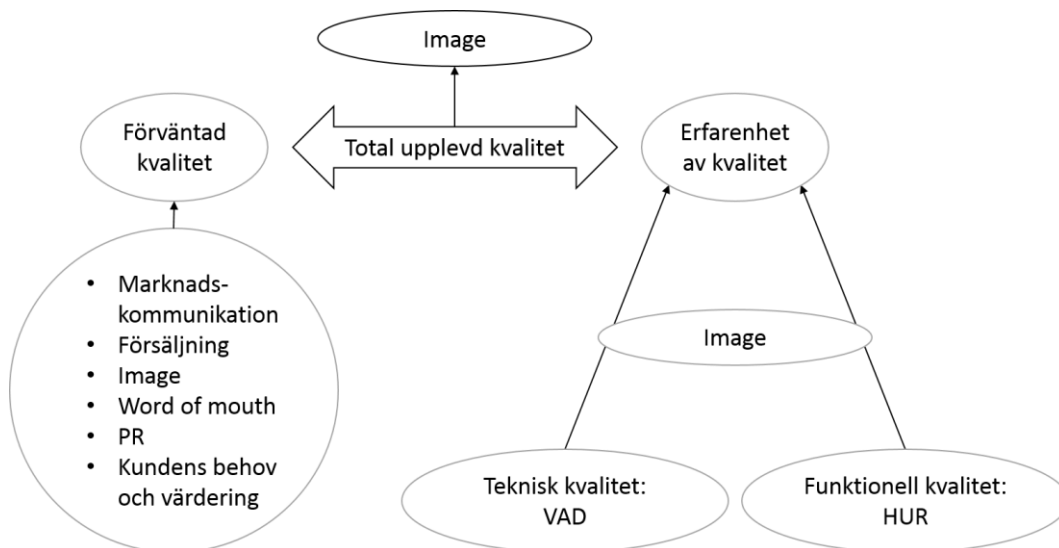 Image
Förväntad
kvalitet
Total upplevd kvalitet
Erfarenhet
av kvalitet
• Marknads-
kommunikation
• Försäljning
• Image
• Word of mouth
• PR
• Kundens behov
och värdering
Image
Teknisk kvalitet:
VAD
Funktionell kvalitet:
HUR